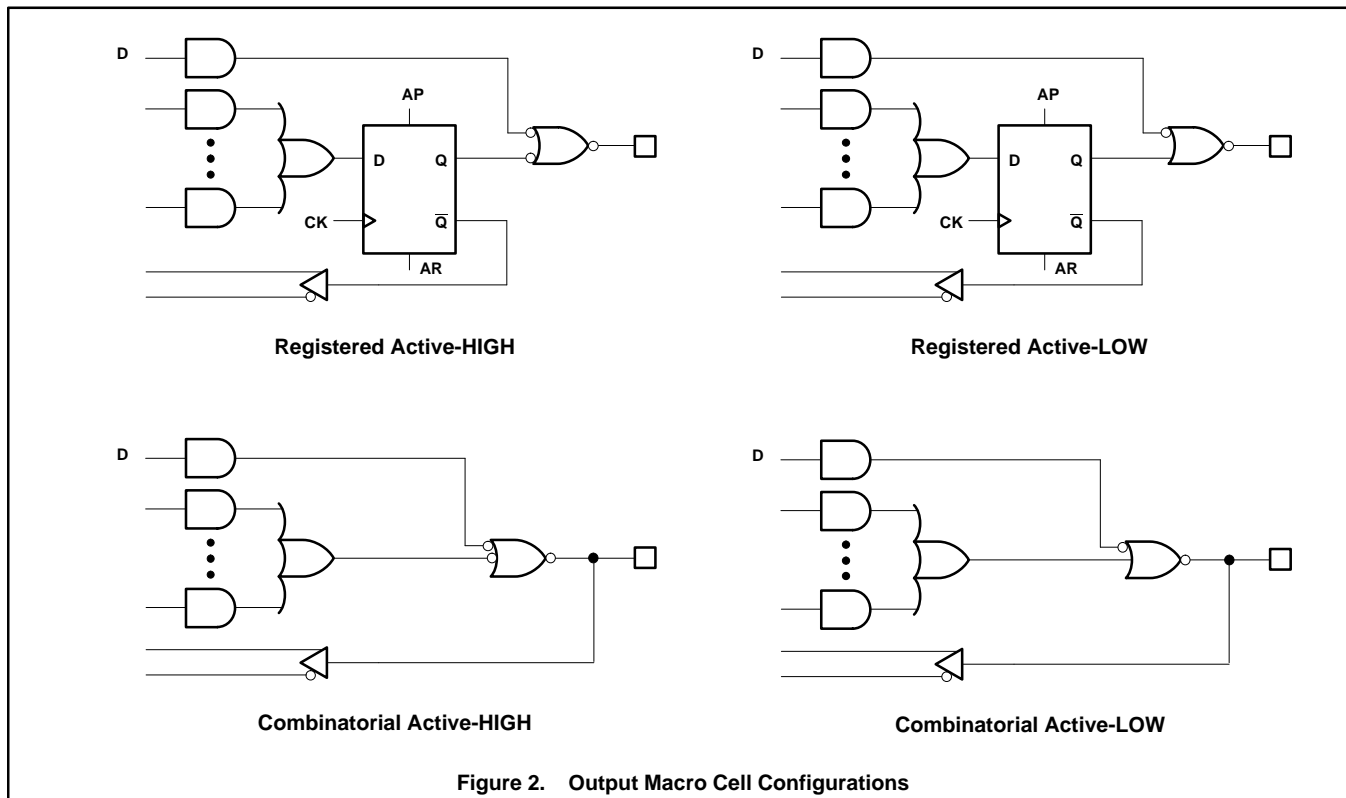 D
AP
D
Q
CK
Q̅
AR
Registered Active-HIGH
D
AP
D
Q
CK
Q̅
AR
Registered Active-LOW
D
Combinatorial Active-HIGH
D
Combinatorial Active-LOW
Figure 2. Output Macro Cell Configurations